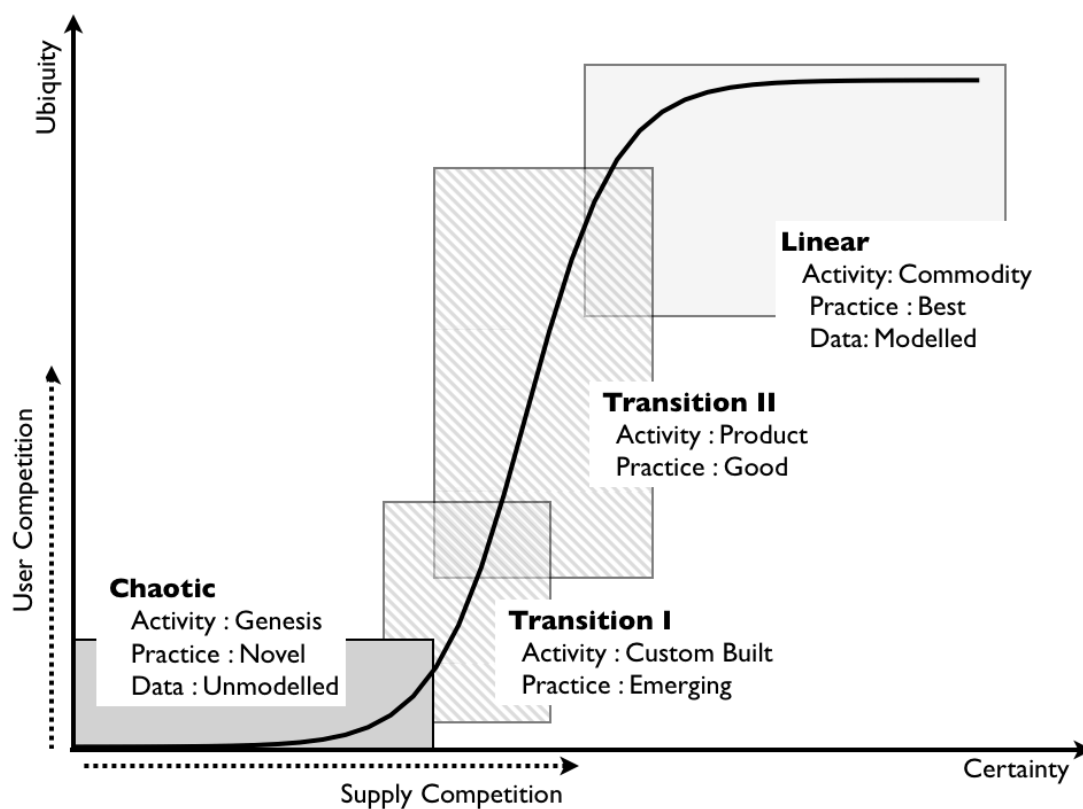 Ubiquity
Linear
Activity: Commodity
Practice : Best
Data: Modelled
Transition II
Activity : Product
Practice : Good
User Competition
Chaotic
Activity : Genesis
Practice : Novel
Data : Unmodelled
Transition I
Activity : Custom Built
Practice : Emerging
Certainty
Supply Competition